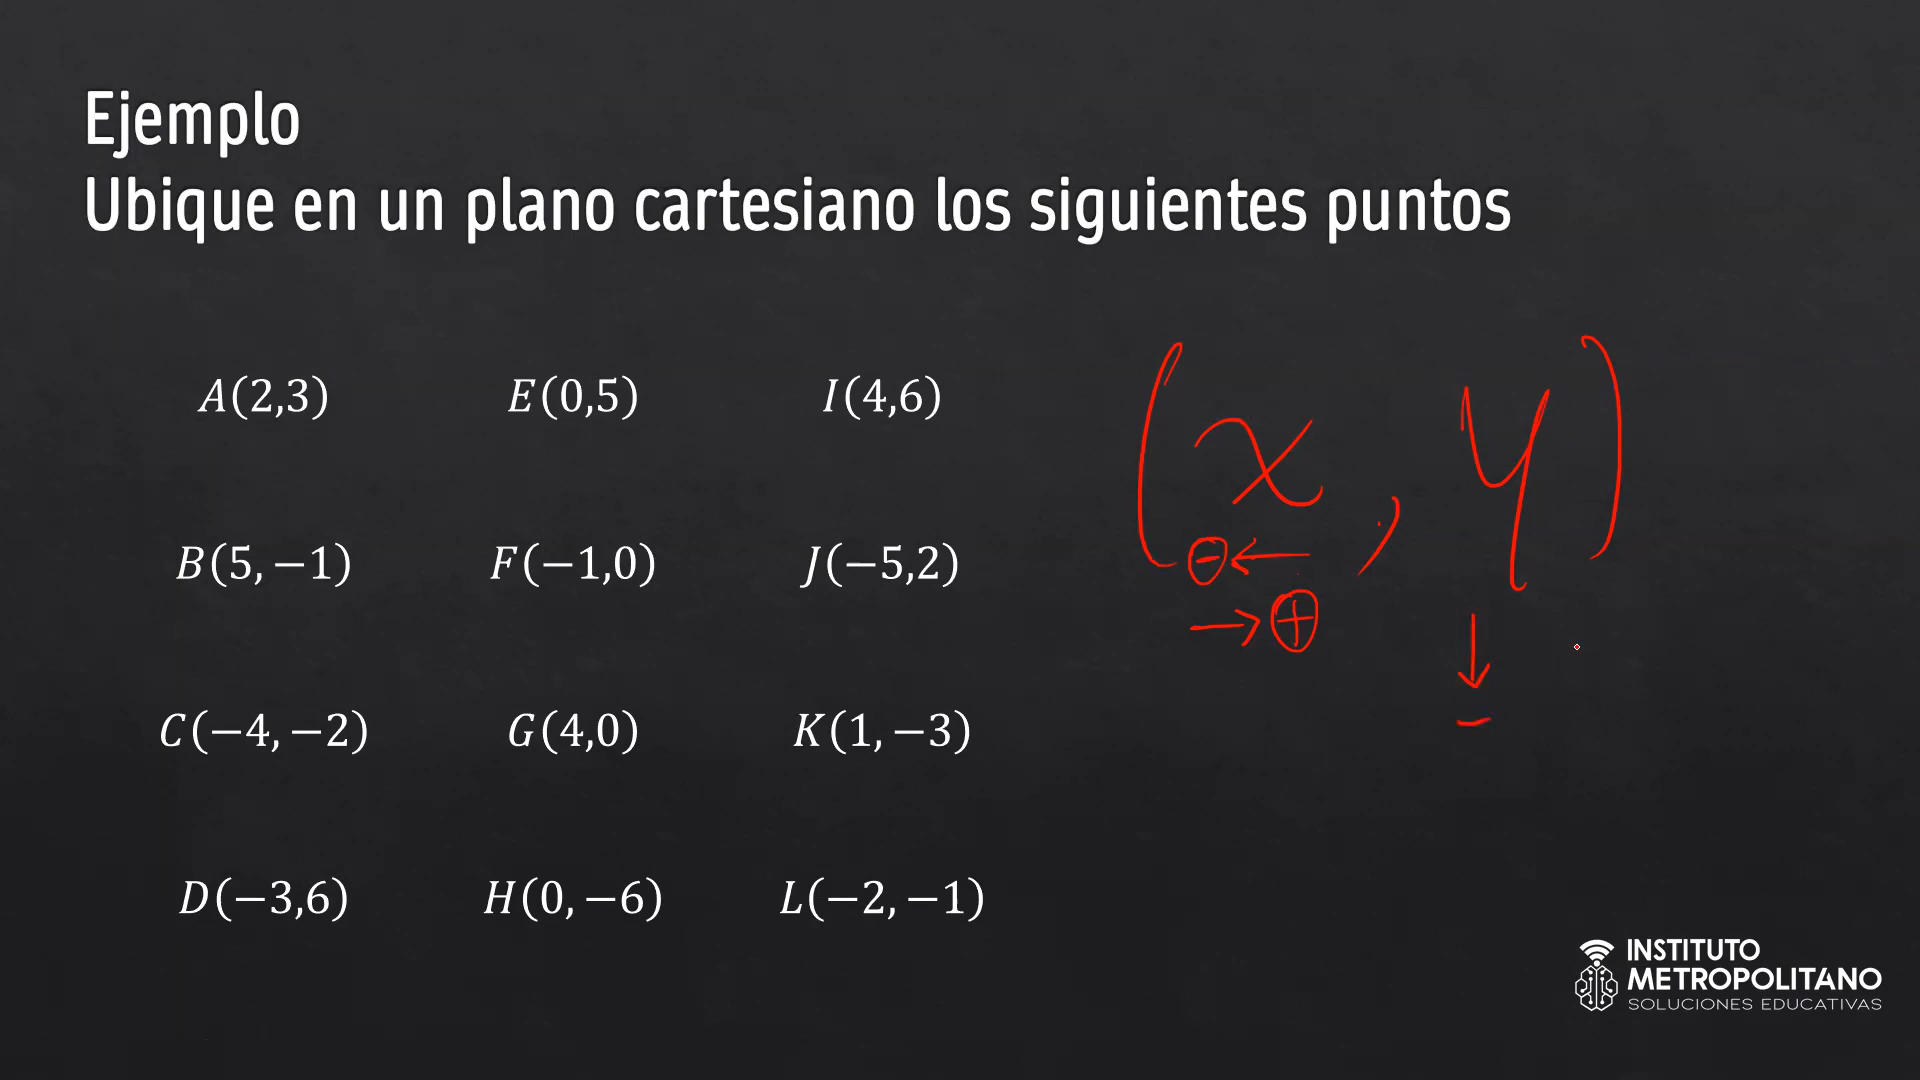 Ejemplo
Ubique en un plano cartesiano los siguientes puntos
A(2,3) E(0,5) I(4,6)
B(5,−1) F(−1,0) J(−5,2)
C(−4,−2) G(4,0) K(1,−3)
D(−3,6) H(0,−6) L(−2,−1)
(x, y)
⊖←
→⊕
↓
−
INSTITUTO
METROPOLITANO
SOLUCIONES EDUCATIVAS